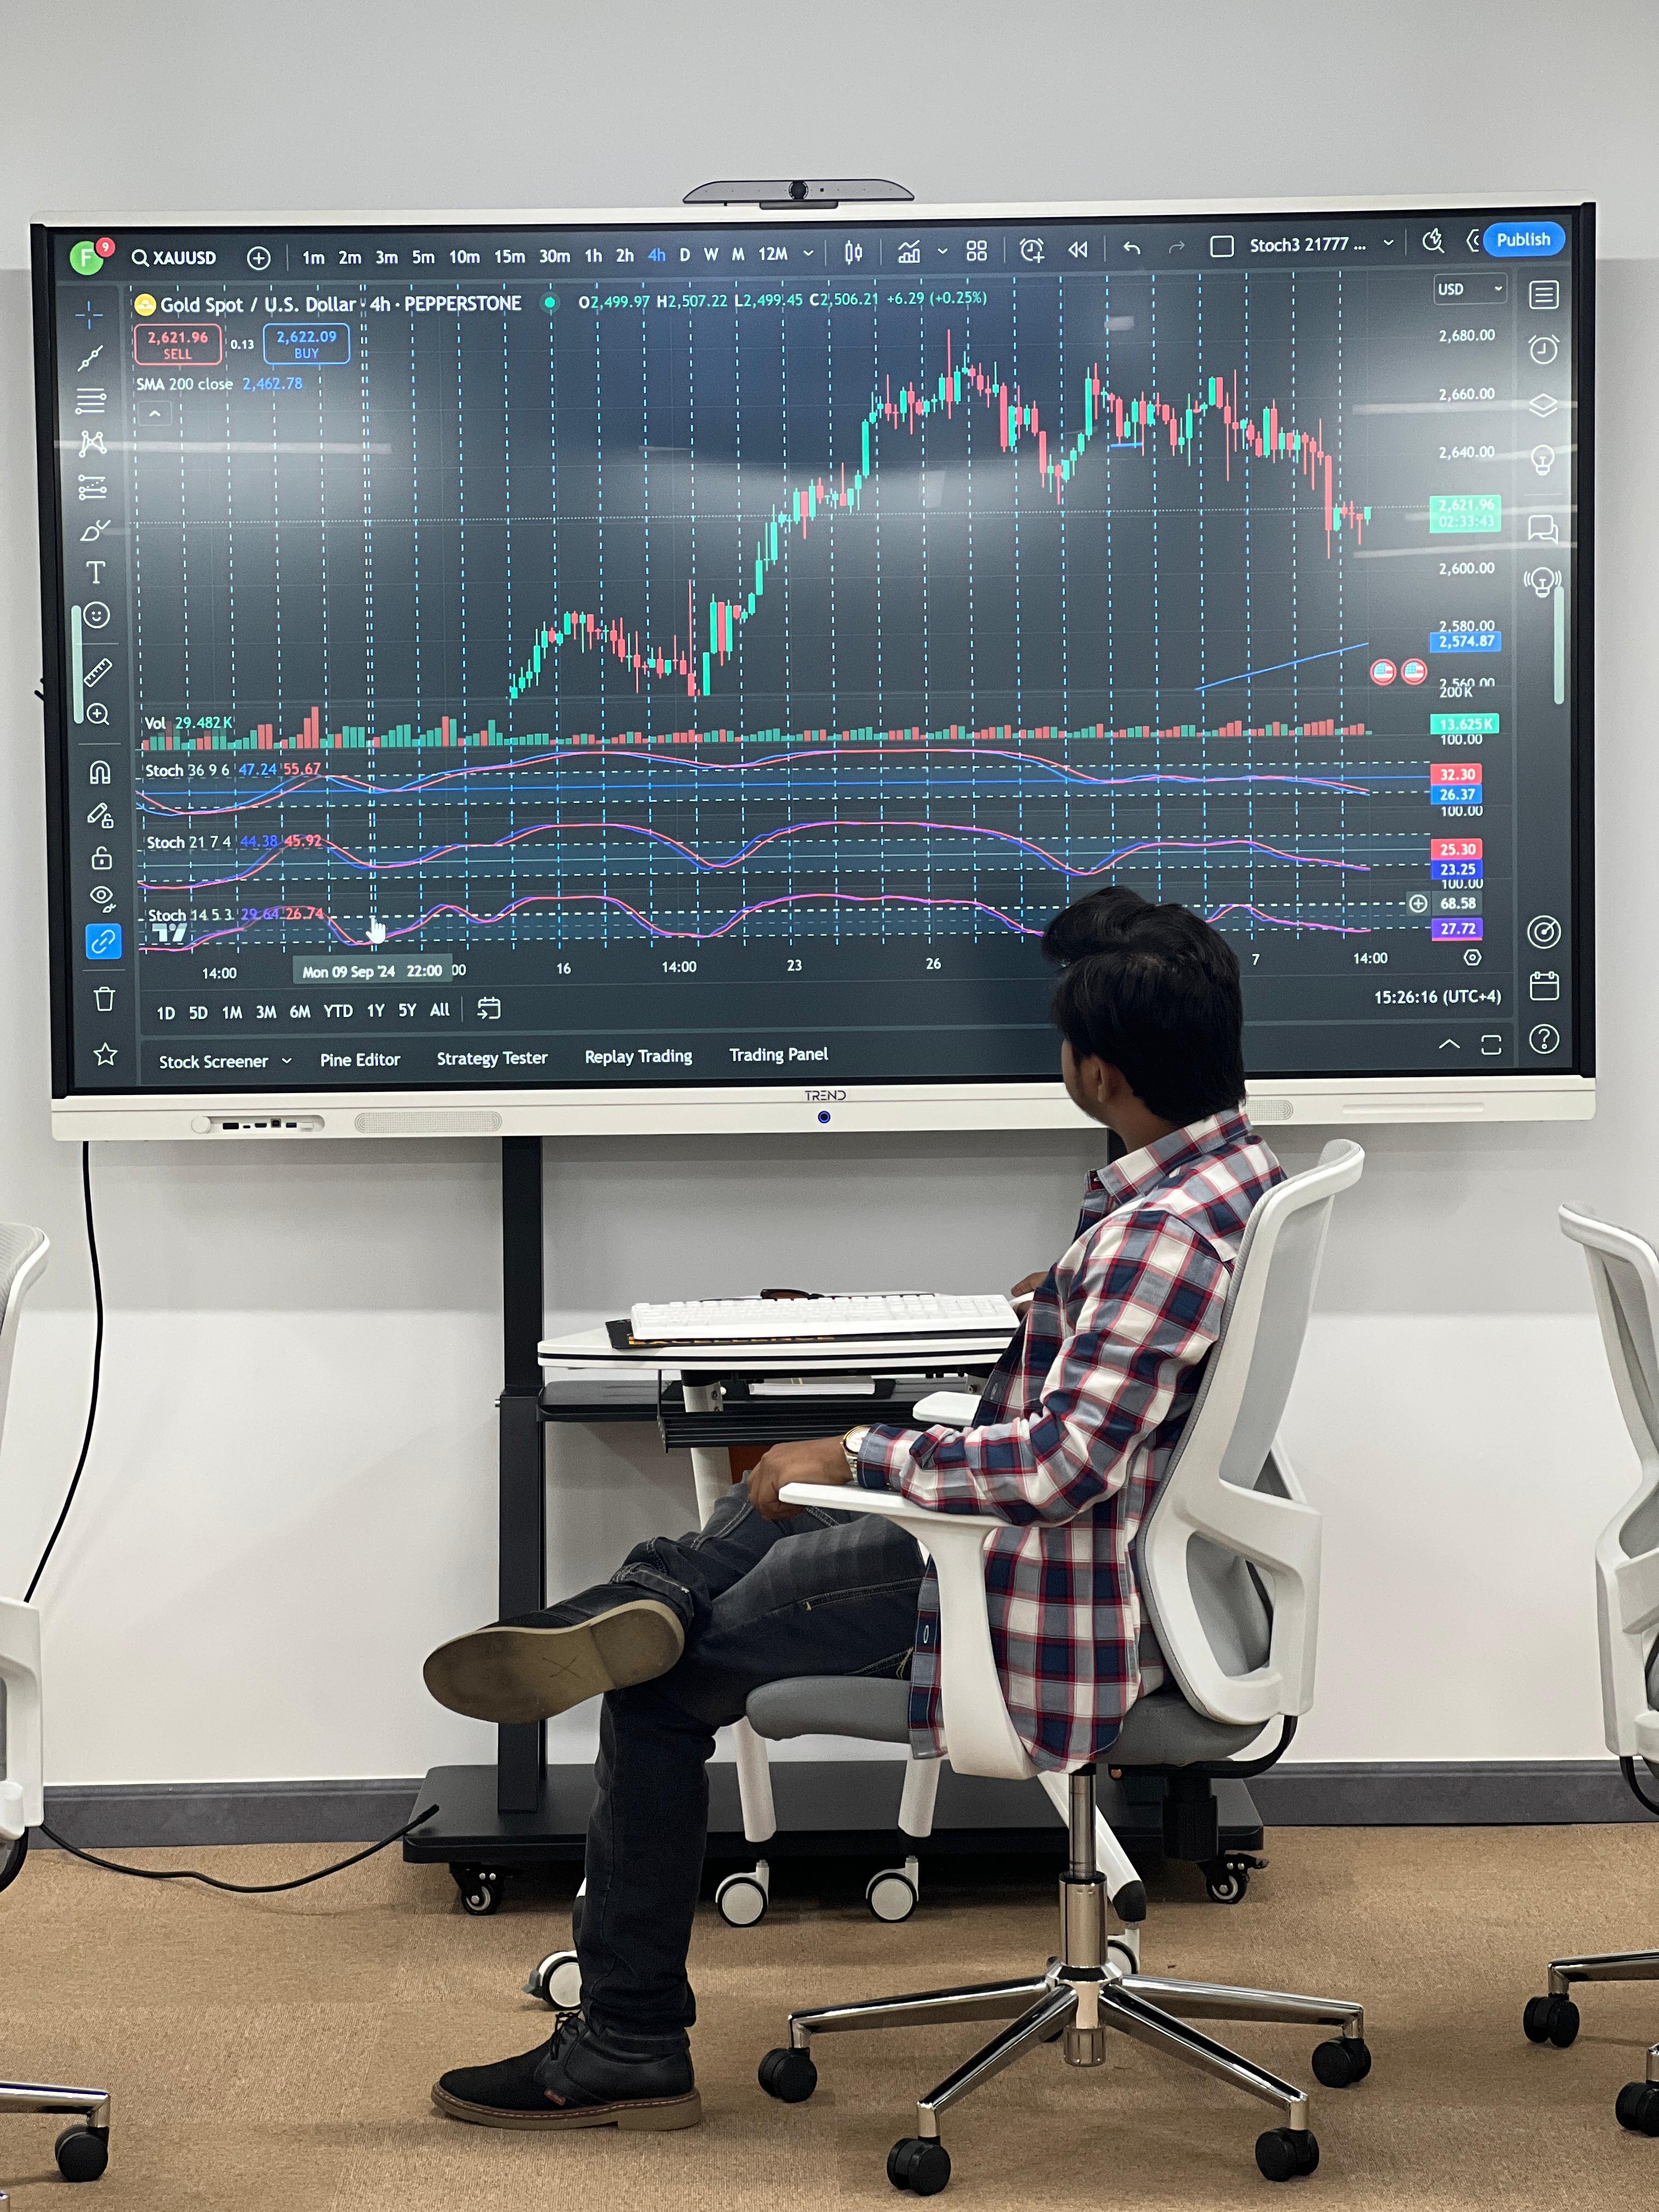 F 9 XAUUSD 1m 2m 3m 5m 10m 15m 30m 1h 2h 4h D W M 12M Stoch3 21777 ... Publish
Gold Spot / U.S. Dollar · 4h · PEPPERSTONE O2,499.97 H2,507.22 L2,499.45 C2,506.21 +6.29 (+0.25%)
USD
2,621.96 SELL 0.13 2,622.09 BUY
SMA 200 close 2,462.78
2,680.00
2,660.00
2,640.00
2,621.96
02:33:43
2,600.00
2,580.00
2,574.87
2,560.00
200 K
Vol 29.482 K
13.625 K
100.00
Stoch 36 9 6 47.24 55.67
32.30
26.37
100.00
Stoch 21 7 4 44.38 45.92
25.30
23.25
100.00
Stoch 14 5 3 29.64 26.74
68.58
27.72
14:00 Mon 09 Sep '24 22:00 :00 16 14:00 23 26 7 14:00
1D 5D 1M 3M 6M YTD 1Y 5Y All
15:26:16 (UTC+4)
Stock Screener Pine Editor Strategy Tester Replay Trading Trading Panel
TREND
EXCELLENCE